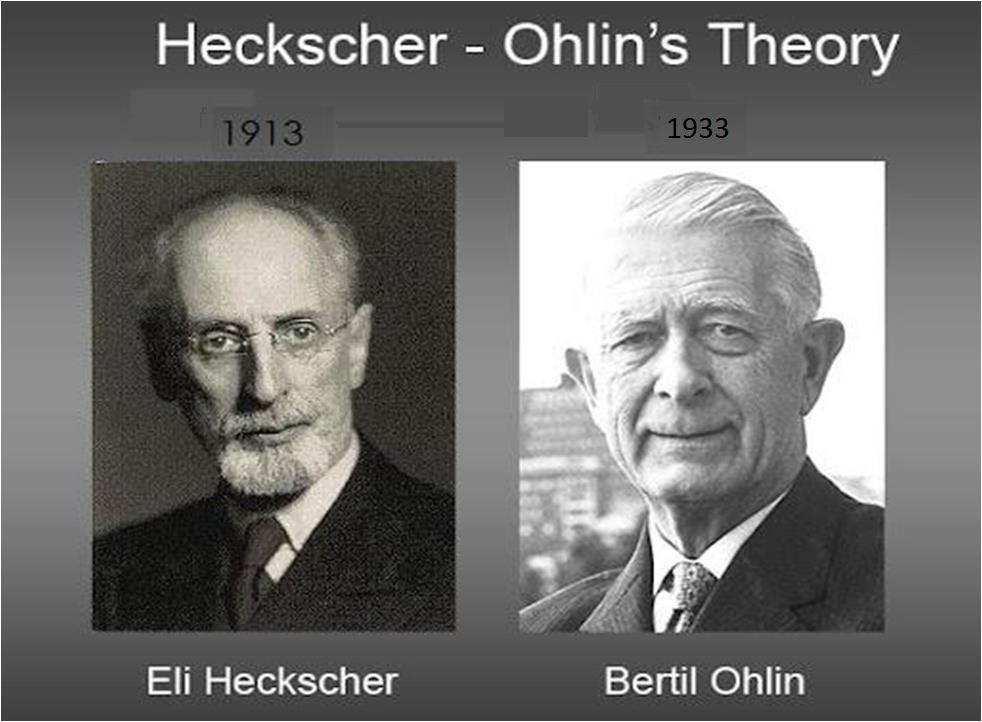 Heckscher - Ohlin’s Theory
1913
1933
Eli Heckscher
Bertil Ohlin